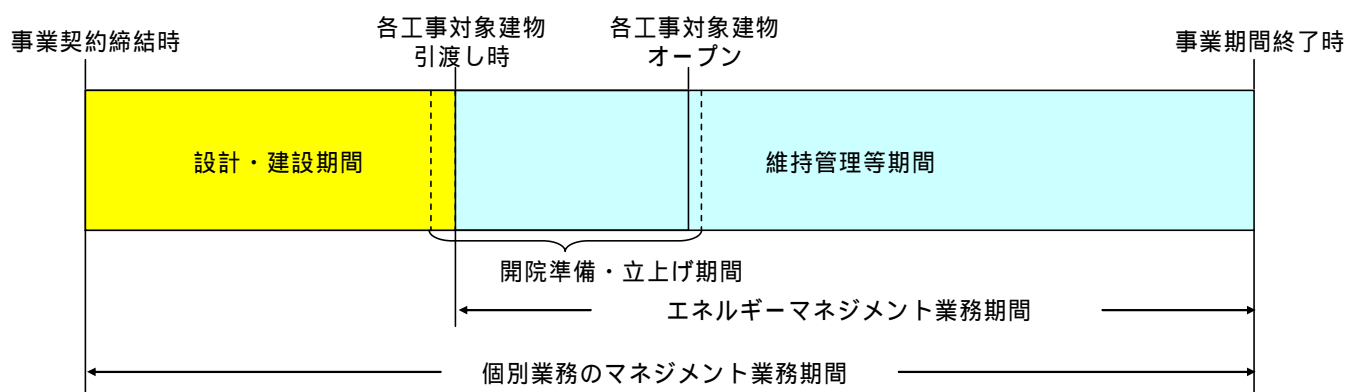 事業契約締結時
各工事対象建物
引渡し時
各工事対象建物
オープン
事業期間終了時
設計・建設期間
維持管理等期間
開院準備・立上げ期間
エネルギーマネジメント業務期間
個別業務のマネジメント業務期間